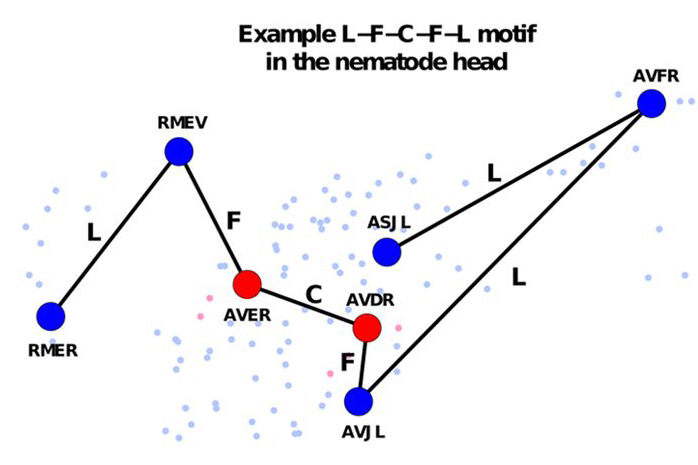 Example L–F–C–F–L motif
in the nematode head
AVFR
RMEV
L
F
L
ASJL
L
C
AVDR
AVER
RMER
F
AVJL